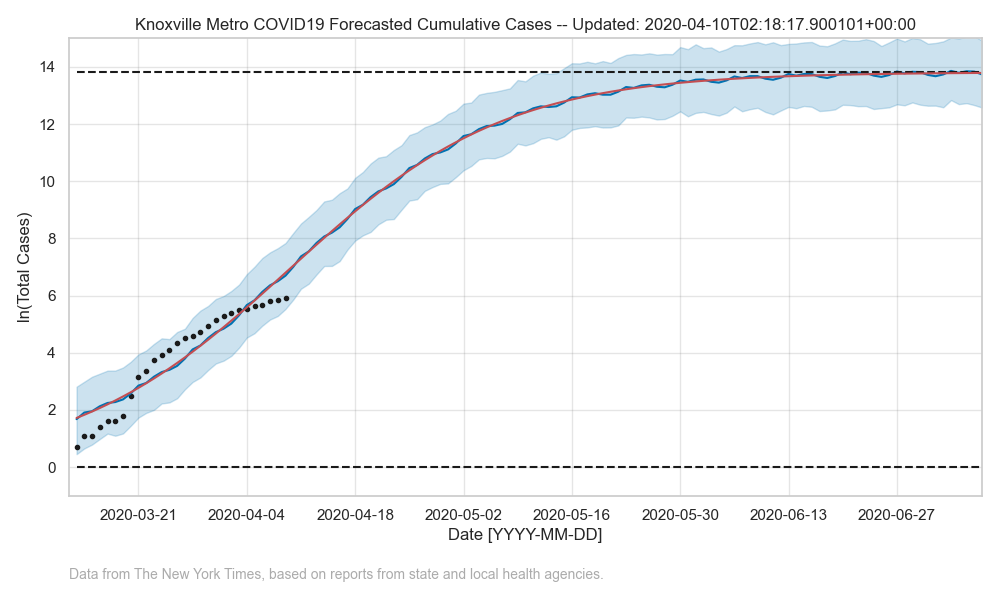 Knoxville Metro COVID19 Forecasted Cumulative Cases -- Updated: 2020-04-10T02:18:17.900101+00:00
14
12
10
8
6
4
2
0
ln(Total Cases)
2020-03-21 2020-04-04 2020-04-18 2020-05-02 2020-05-16 2020-05-30 2020-06-13 2020-06-27
Date [YYYY-MM-DD]
Data from The New York Times, based on reports from state and local health agencies.